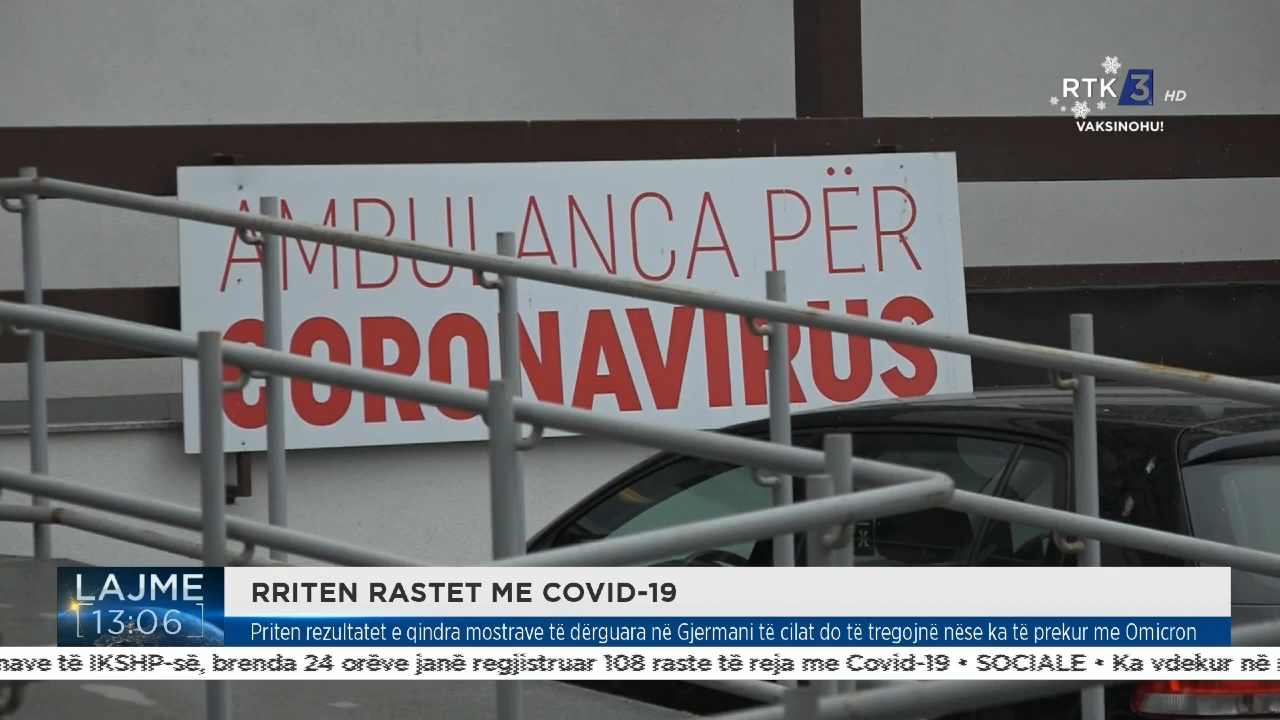 RTK 3 HD
VAKSINOHU!
AMBULANCA PËR
CORONAVIRUS
LAJME
13:06
RRITEN RASTET ME COVID-19
Priten rezultatet e qindra mostrave të dërguara në Gjermani të cilat do të tregojnë nëse ka të prekur me Omicron
të IKSHP-së, brenda 24 orëve janë regjistruar 108 raste të reja me Covid-19 • SOCIALE • Ka vdekur në